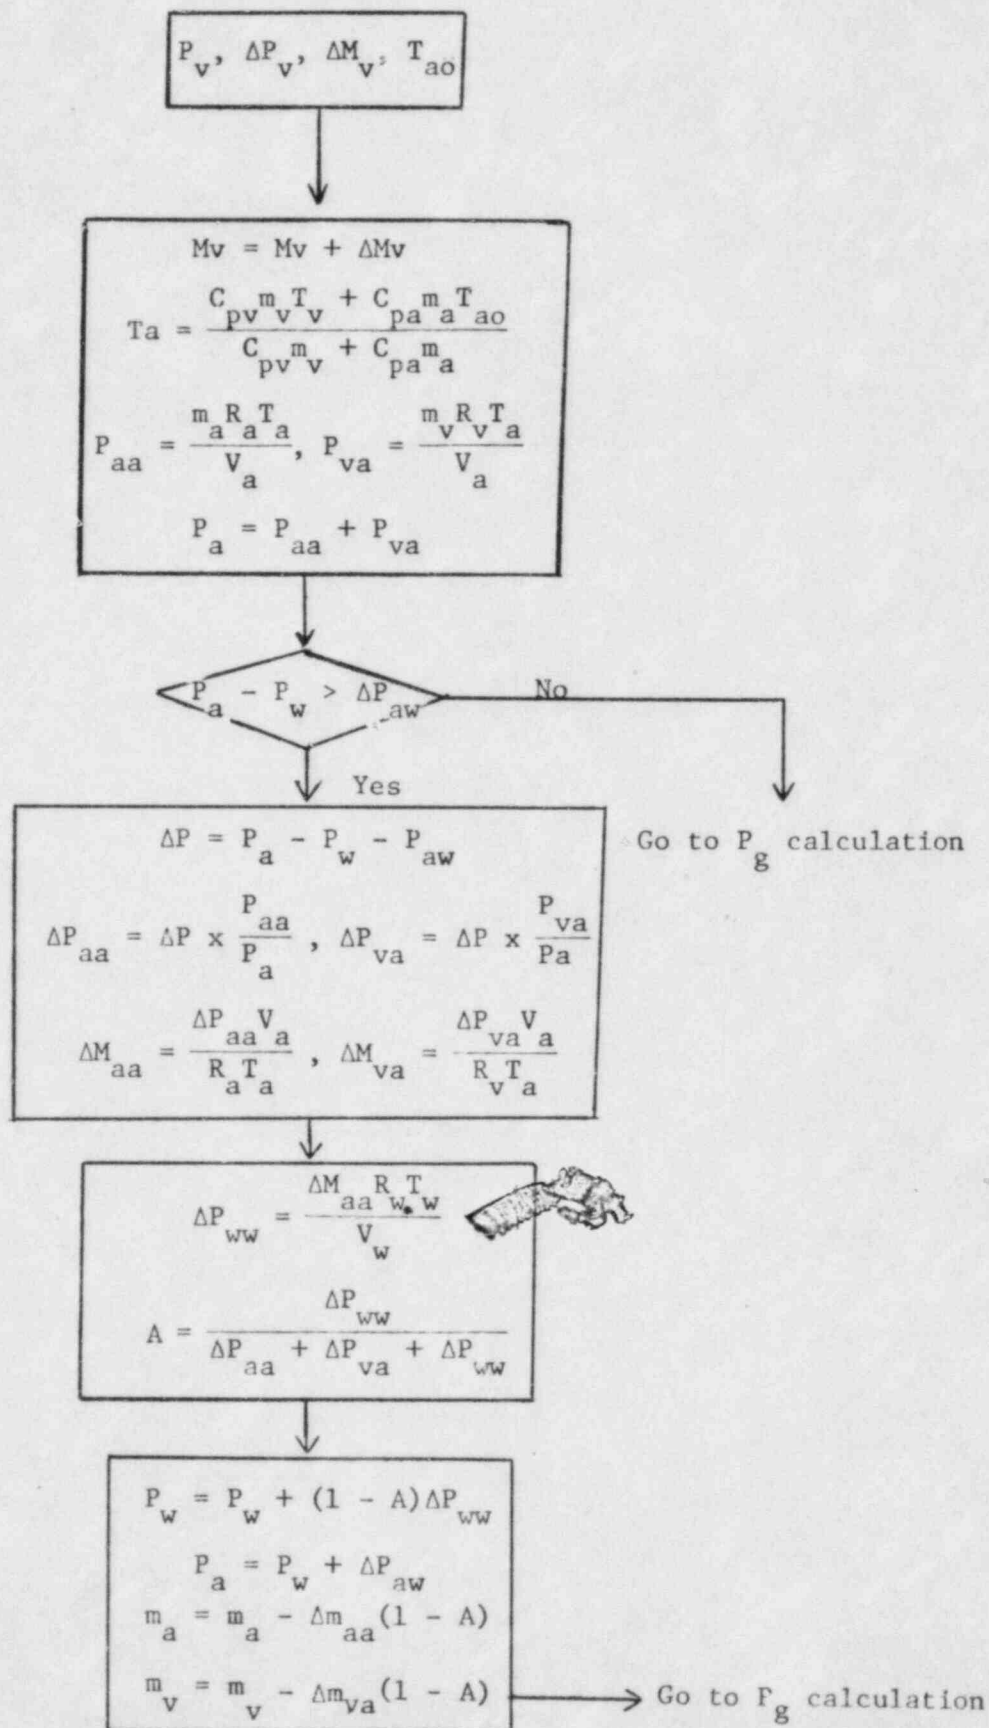 P_v, ΔP_v, ΔM_v, T_ao
Mv = Mv + ΔMv
Ta = (C_pv m_v T_v + C_pa m_a T_ao) / (C_pv m_v + C_pa m_a)
P_aa = m_a R_a T_a / V_a , P_va = m_v R_v T_a / V_a
P_a = P_aa + P_va
P_a - P_w > ΔP_aw
No
Yes
ΔP = P_a - P_w - P_aw
Go to P_g calculation
ΔP_aa = ΔP x P_aa / P_a , ΔP_va = ΔP x P_va / Pa
ΔM_aa = ΔP_aa V_a / R_a T_a , ΔM_va = ΔP_va V_a / R_v T_a
ΔP_ww = ΔM_aa R_w T_w / V_w
A = ΔP_ww / (ΔP_aa + ΔP_va + ΔP_ww)
P_w = P_w + (1 - A)ΔP_ww
P_a = P_w + ΔP_aw
m_a = m_a - Δm_aa(1 - A)
m_v = m_v - Δm_va(1 - A)
Go to F_g calculation